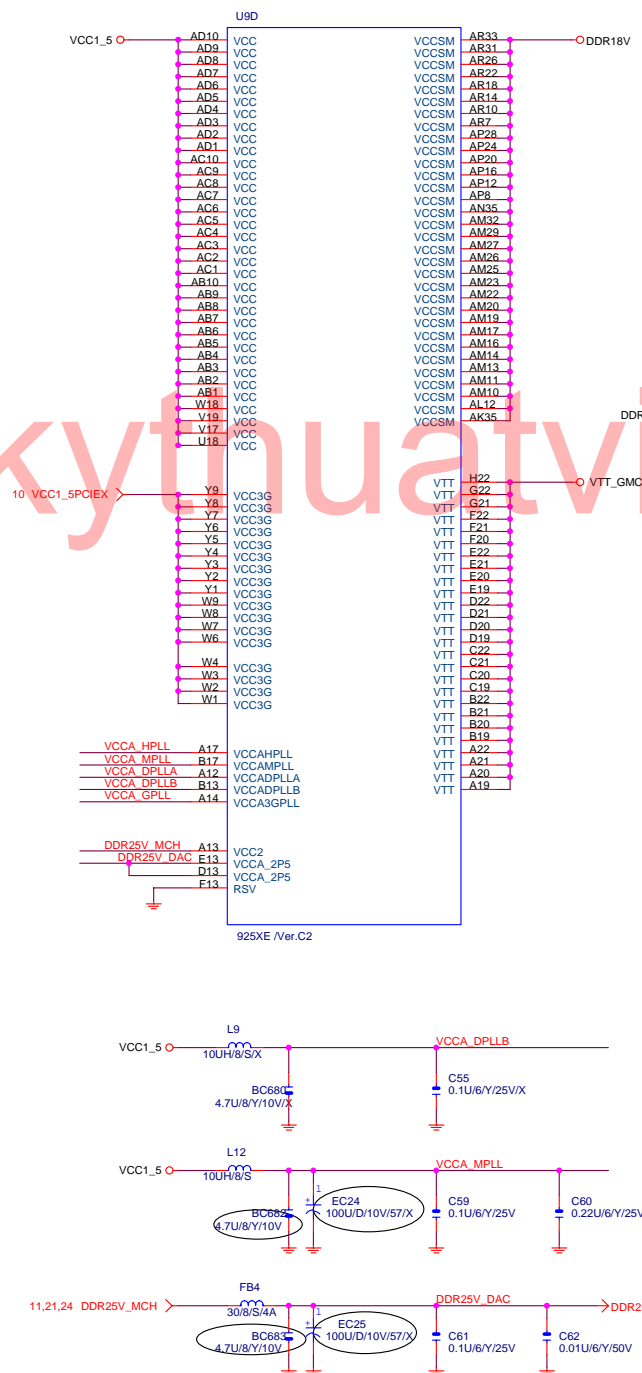 U9D
VCC1_5 AD10 VCC VCCSM AR33 DDR18V
AD9 VCC VCCSM AR31
AD8 VCC VCCSM AR26
AD7 VCC VCCSM AR22
AD6 VCC VCCSM AR18
AD5 VCC VCCSM AR14
AD4 VCC VCCSM AR10
AD3 VCC VCCSM AR7
AD2 VCC VCCSM AP28
AD1 VCC VCCSM AP24
AC10 VCC VCCSM AP20
AC9 VCC VCCSM AP16
AC8 VCC VCCSM AP12
AC7 VCC VCCSM AP8
AC6 VCC VCCSM AN35
AC5 VCC VCCSM AM32
AC4 VCC VCCSM AM29
AC3 VCC VCCSM AM27
AC2 VCC VCCSM AM26
AC1 VCC VCCSM AM25
AB10 VCC VCCSM AM23
AB9 VCC VCCSM AM22
AB8 VCC VCCSM AM20
AB7 VCC VCCSM AM19
AB6 VCC VCCSM AM17
AB5 VCC VCCSM AM16
AB4 VCC VCCSM AM14
AB3 VCC VCCSM AM13
AB2 VCC VCCSM AM11
AB1 VCC VCCSM AM10
W18 VCC VCCSM AL12
V19 VCC VCCSM AK35 DDR
V17 VCC
U18 VCC
kythuatvi
VTT H22 VTT_GMC
10 VCC1_5PCIEX Y9 VCC3G VTT G22
Y8 VCC3G VTT G21
Y7 VCC3G VTT F22
Y6 VCC3G VTT F21
Y5 VCC3G VTT F20
Y4 VCC3G VTT E22
Y3 VCC3G VTT E21
Y2 VCC3G VTT E20
Y1 VCC3G VTT E19
W9 VCC3G VTT D22
W8 VCC3G VTT D21
W7 VCC3G VTT D20
W6 VCC3G VTT D19
VTT C22
W4 VCC3G VTT C21
W3 VCC3G VTT C20
W2 VCC3G VTT C19
W1 VCC3G VTT B22
VTT B21
VTT B20
VTT B19
VCCA_HPLL A17 VCCAHPLL VTT A22
VCCA_MPLL B17 VCCAMPLL VTT A21
VCCA_DPLLA A12 VCCADPLLA VTT A20
VCCA_DPLLB B13 VCCADPLLB VTT A19
VCCA_GPLL A14 VCCA3GPLL
DDR25V_MCH A13 VCC2
DDR25V_DAC E13 VCCA_2P5
D13 VCCA_2P5
F13 RSV
925XE /Ver.C2
L9
VCC1_5 VCCA_DPLLB
10UH/8/S/X
BC680 C55
4.7U/8/Y/10V/X 0.1U/6/Y/25V/X
L12
VCC1_5 VCCA_MPLL
10UH/8/S
1
+
BC682 EC24 C59 C60
4.7U/8/Y/10V 100U/D/10V/57/X 0.1U/6/Y/25V 0.22U/6/Y/25V
FB4
11,21,24 DDR25V_MCH DDR25V_DAC DDR2
30/8/S/4A
1
+
BC683 EC25 C61 C62
4.7U/8/Y/10V 100U/D/10V/57/X 0.1U/6/Y/25V 0.01U/6/Y/50V